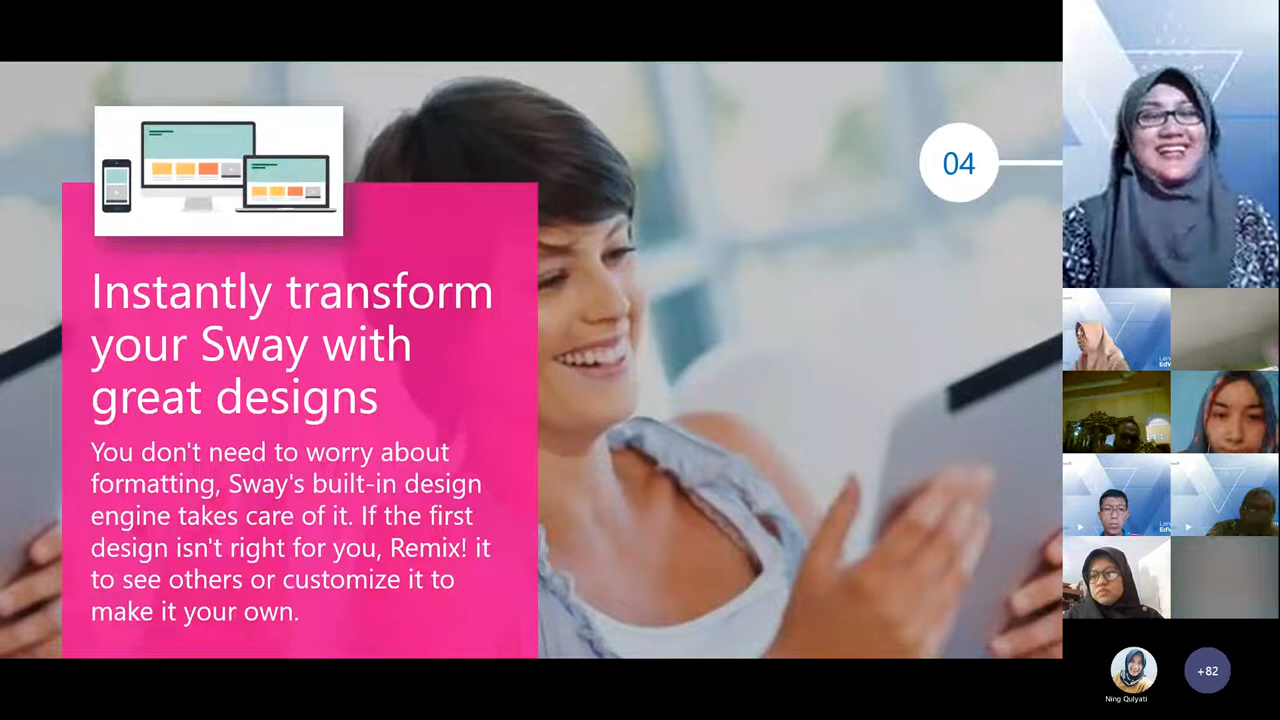 04
Instantly transform
your Sway with
great designs
You don't need to worry about
formatting, Sway's built-in design
engine takes care of it. If the first
design isn't right for you, Remix! it
to see others or customize it to
make it your own.
Ning Qulyati
+82